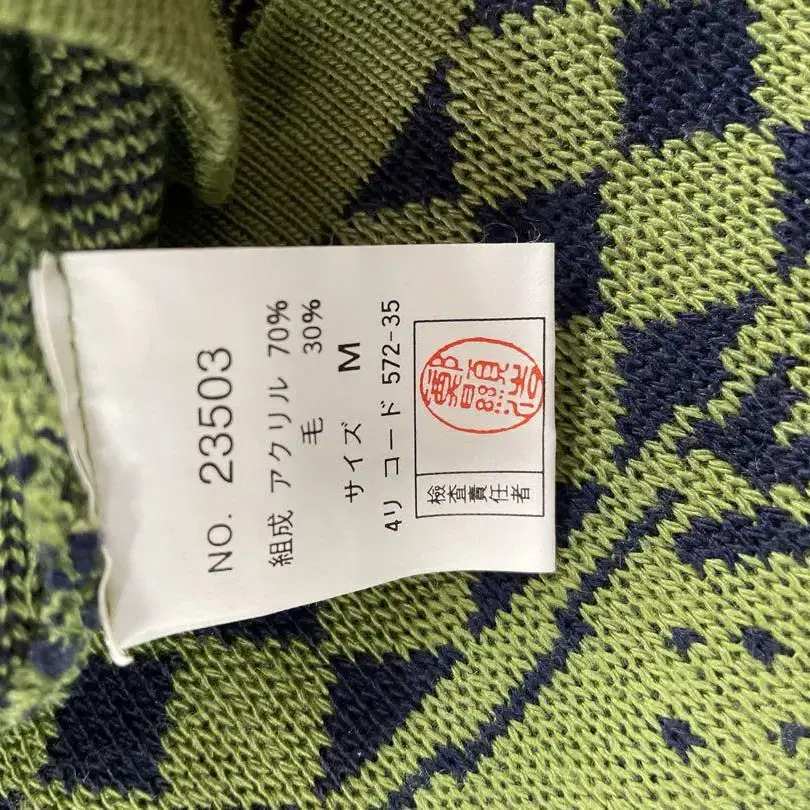 NO. 23503
組成 アクリル 70%
毛 30%
サイズ M
4リ コード 572-35
検査責任者